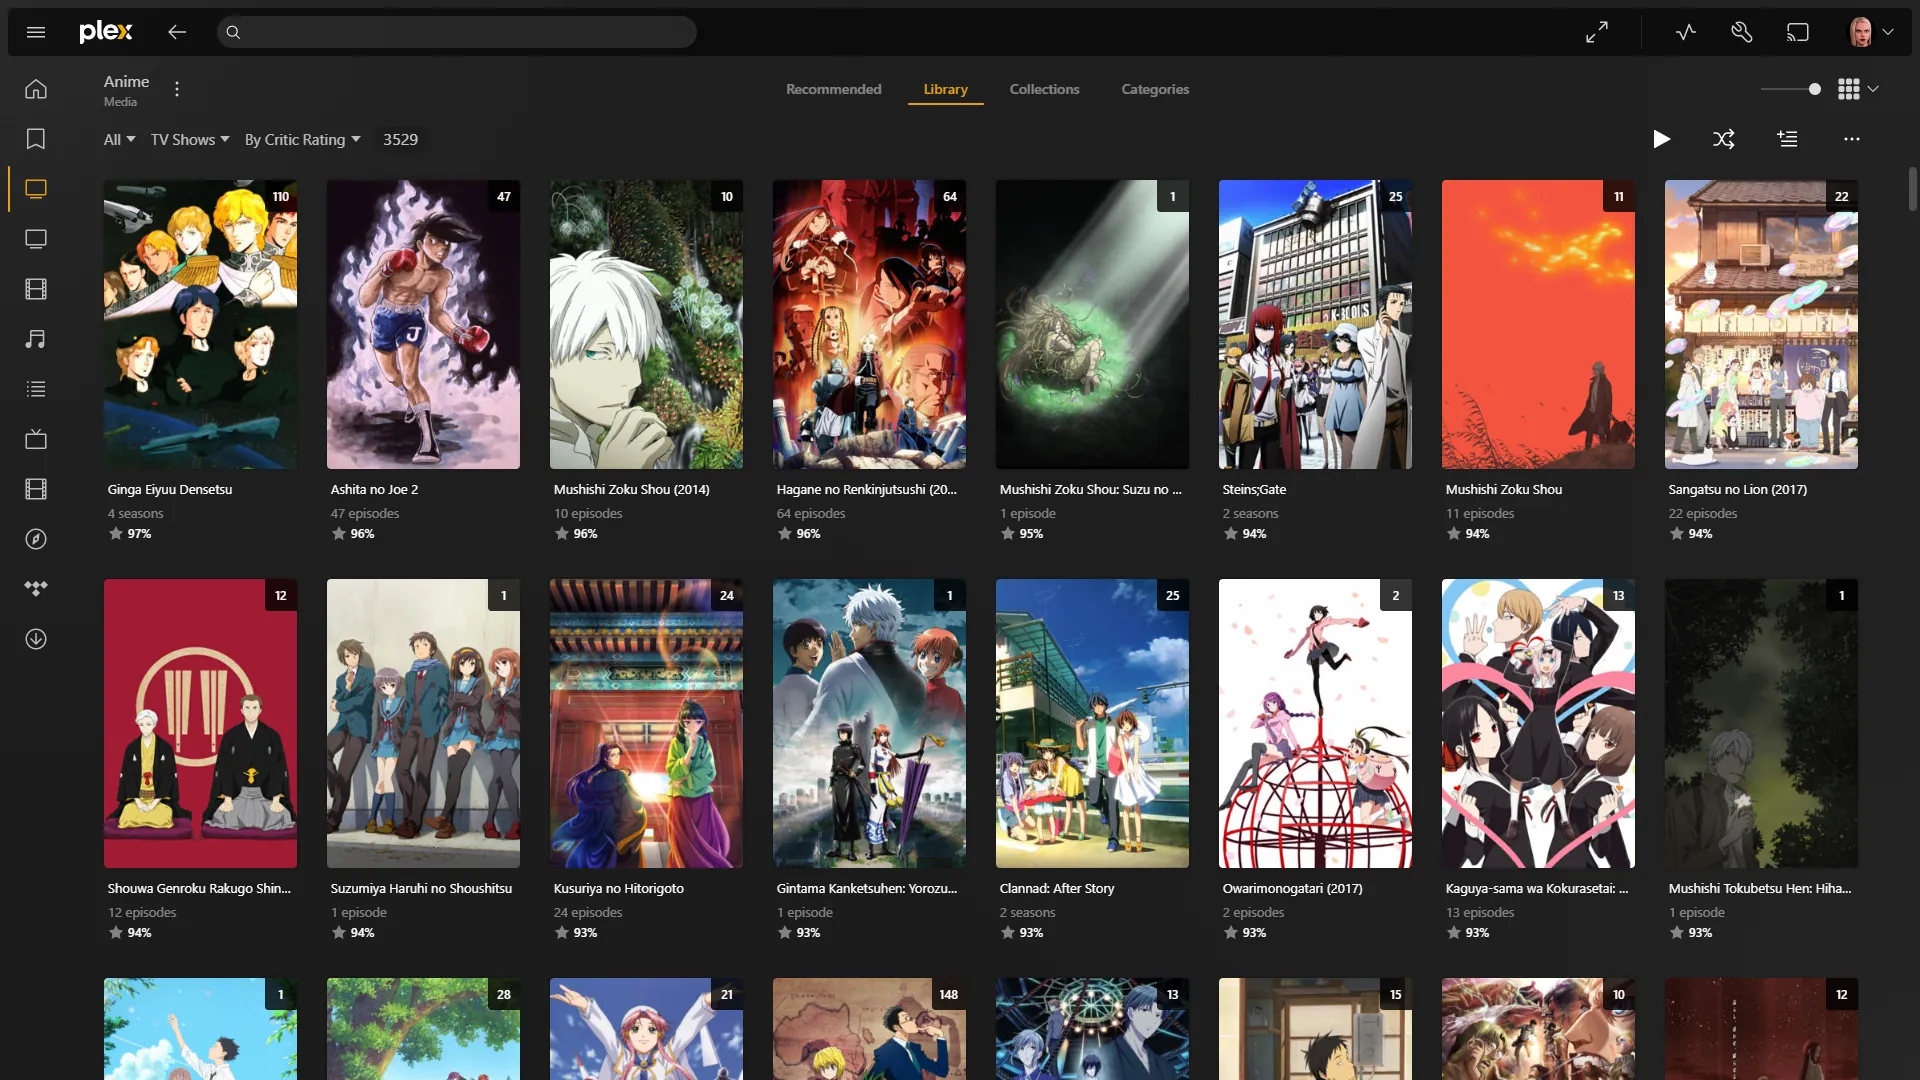 plex
Anime
Media
Recommended
Library
Collections
Categories
All
TV Shows
By Critic Rating
3529
110
47
10
64
1
25
11
22
J
K-BOOKS
Ginga Eiyuu Densetsu
Ashita no Joe 2
Mushishi Zoku Shou (2014)
Hagane no Renkinjutsushi (20...
Mushishi Zoku Shou: Suzu no ...
Steins;Gate
Mushishi Zoku Shou
Sangatsu no Lion (2017)
4 seasons
47 episodes
10 episodes
64 episodes
1 episode
2 seasons
11 episodes
22 episodes
97%
96%
96%
96%
95%
94%
94%
94%
12
1
24
1
25
2
13
1
Shouwa Genroku Rakugo Shin...
Suzumiya Haruhi no Shoushitsu
Kusuriya no Hitorigoto
Gintama Kanketsuhen: Yorozu...
Clannad: After Story
Owarimonogatari (2017)
Kaguya-sama wa Kokurasetai: ...
Mushishi Tokubetsu Hen: Hiha...
12 episodes
1 episode
24 episodes
1 episode
2 seasons
2 episodes
13 episodes
1 episode
94%
94%
93%
93%
93%
93%
93%
93%
1
28
21
148
13
15
10
12